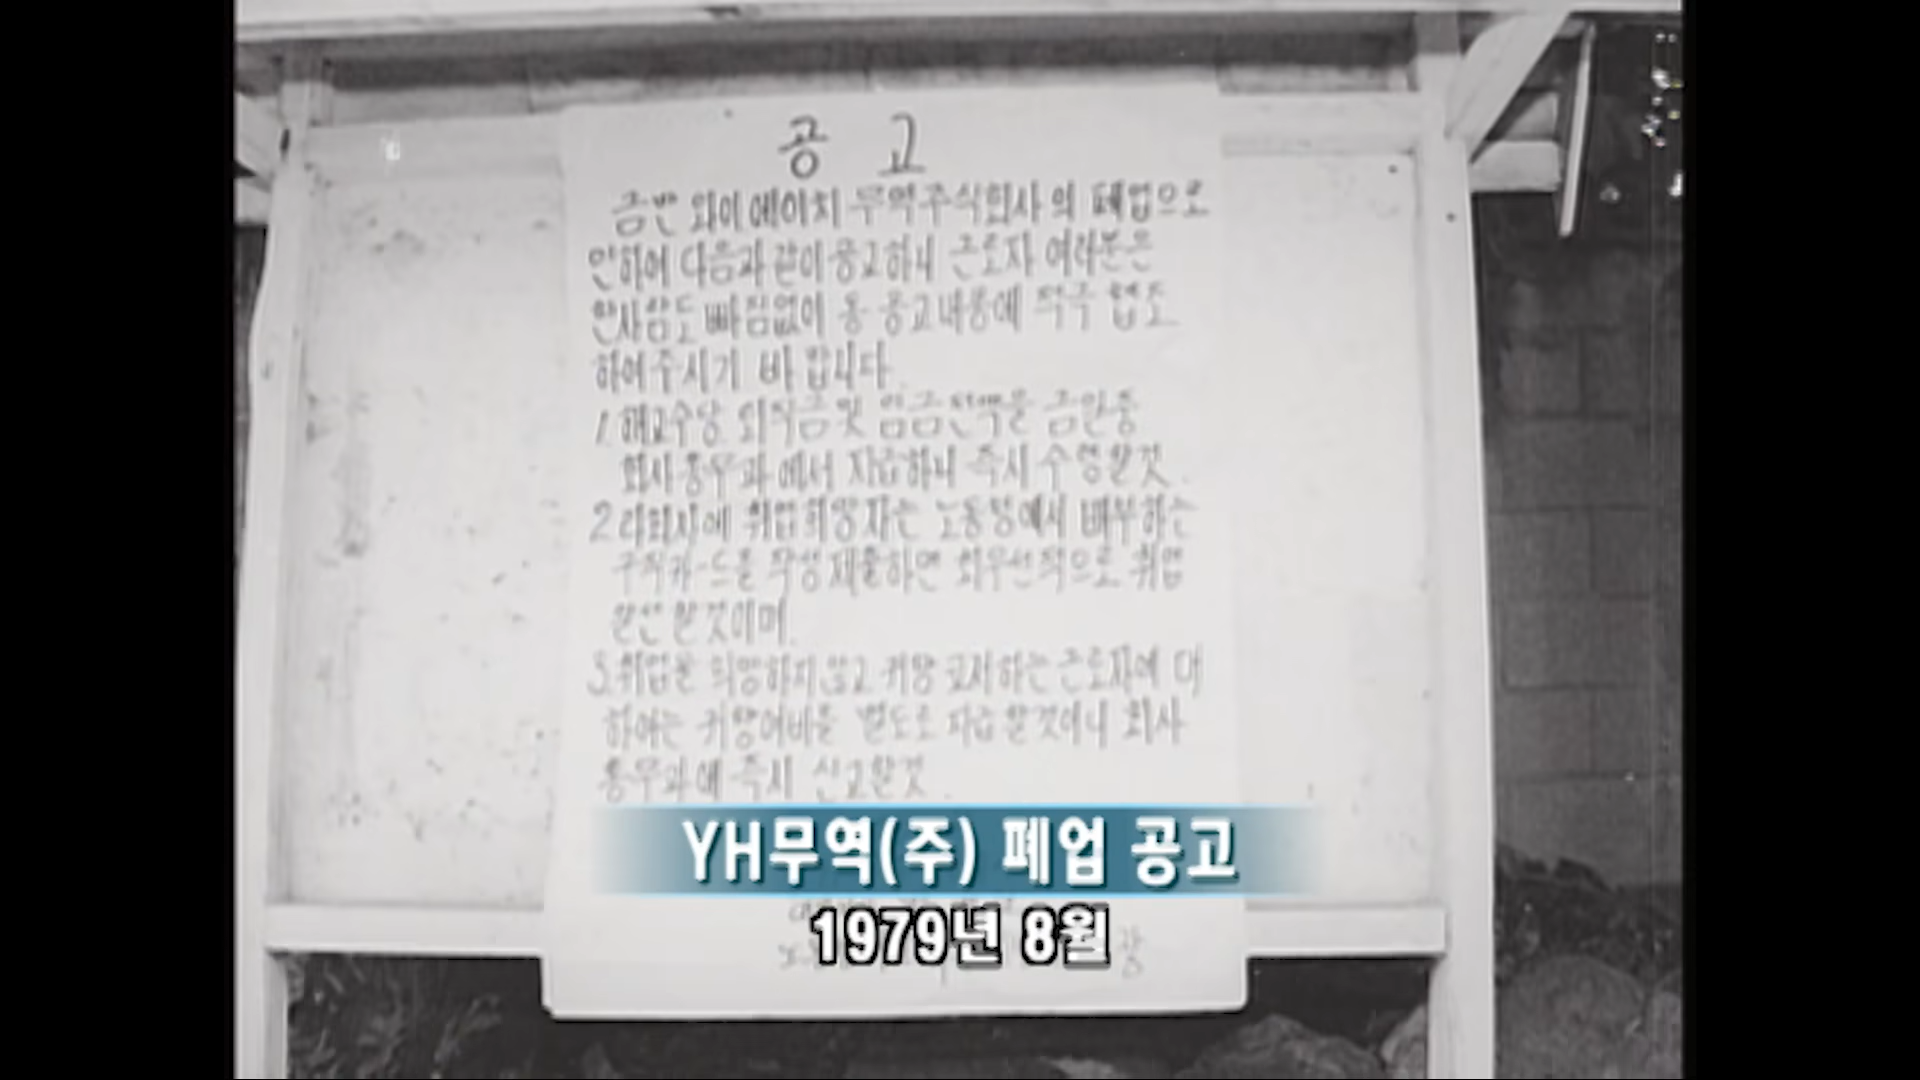 공 고
금번 와이에이치 무역주식회사의 폐업으로
인하여 다음과 같이 공고하니 근로자 여러분은
한사람도 빠짐없이 동 공고내용에 적극 협조
하여주시기 바랍니다.
1. 해고수당 퇴직금및 임금전액을 금일중
회사총무과에서 지급하니 즉시 수령할것.
2. 타회사에 취업희망자는 노동청에서 배부하는
구직카-드를 작성제출하면 최우선적으로 취업
알선할것이며.
3. 취업을 희망하지않고 귀향코저하는 근로자에 대
하여는 귀향여비를 별도로 지급할것이니 회사
총무과에 즉시 신고할것.
YH무역(주) 폐업 공고
1979년 8월